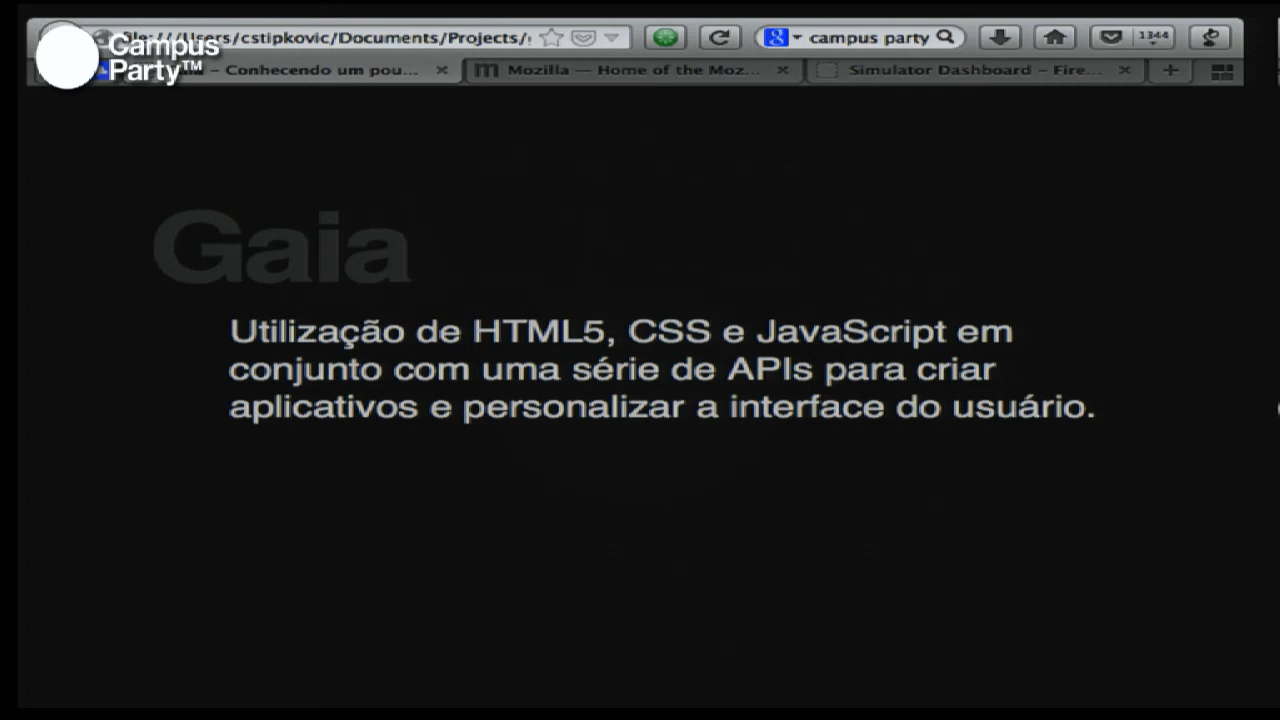 Campus
Party™
/Users/cstipkovic/Documents/Projects/
campus party
1344
– Conhecendo um pou...
Mozilla — Home of the Moz...
Simulator Dashboard – Fire...
Gaia
Utilização de HTML5, CSS e JavaScript em
conjunto com uma série de APIs para criar
aplicativos e personalizar a interface do usuário.